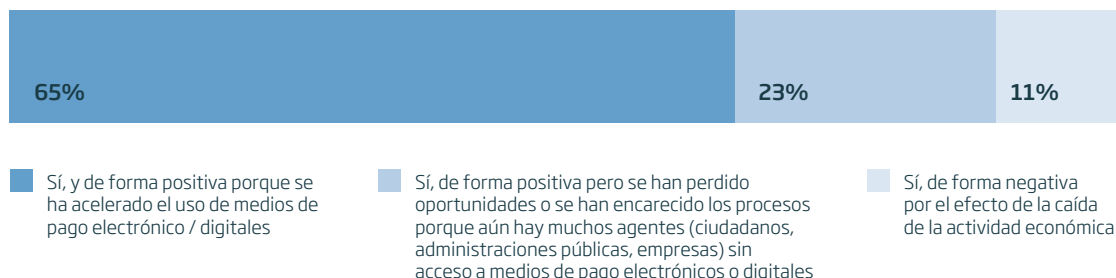 65%
23%
11%
Sí, y de forma positiva porque se
ha acelerado el uso de medios de
pago electrónico / digitales
Sí, de forma positiva pero se han perdido
oportunidades o se han encarecido los procesos
porque aún hay muchos agentes (ciudadanos,
administraciones públicas, empresas) sin
acceso a medios de pago electrónicos o digitales
Sí, de forma negativa
por el efecto de la caída
de la actividad económica